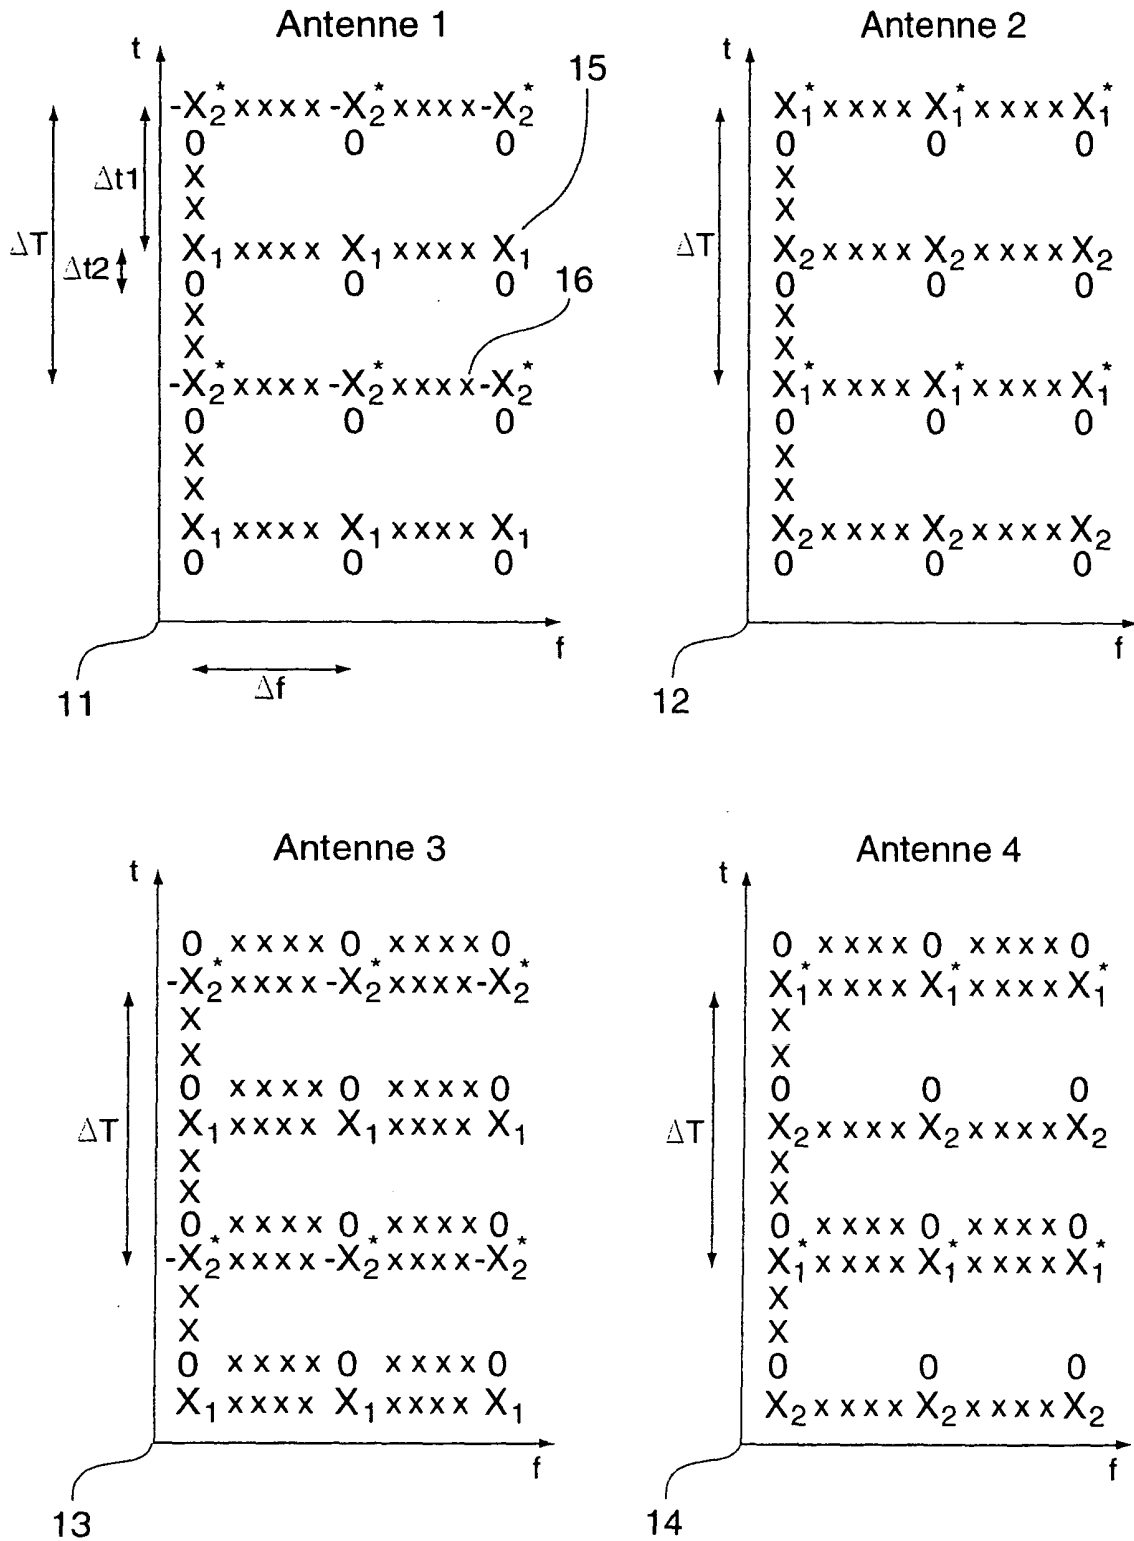 Antenne 1
t
15
-X₂* x x x x -X₂* x x x x -X₂*
0 0 0
X
Δt1
X
ΔT
X₁ x x x x X₁ x x x x X₁
Δt2
0 0 0
16
X
X
-X₂* x x x x -X₂* x x x x -X₂*
0 0 0
X
X
X₁ x x x x X₁ x x x x X₁
0 0 0
f
Δf
11
Antenne 2
t
X₁* x x x x X₁* x x x x X₁*
0 0 0
X
X
ΔT
X₂ x x x x X₂ x x x x X₂
0 0 0
X
X
X₁* x x x x X₁* x x x x X₁*
0 0 0
X
X
X₂ x x x x X₂ x x x x X₂
0 0 0
f
12
Antenne 3
t
0 x x x x 0 x x x x 0
-X₂* x x x x -X₂* x x x x -X₂*
X
X
0 x x x x 0 x x x x 0
ΔT
X₁ x x x x X₁ x x x x X₁
X
X
0 x x x x 0 x x x x 0
-X₂* x x x x -X₂* x x x x -X₂*
X
X
0 x x x x 0 x x x x 0
X₁ x x x x X₁ x x x x X₁
f
13
Antenne 4
t
0 x x x x 0 x x x x 0
X₁* x x x x X₁* x x x x X₁*
X
X
0 0 0
ΔT
X₂ x x x x X₂ x x x x X₂
X
X
0 x x x x 0 x x x x 0
X₁* x x x x X₁* x x x x X₁*
X
X
0 0 0
X₂ x x x x X₂ x x x x X₂
f
14